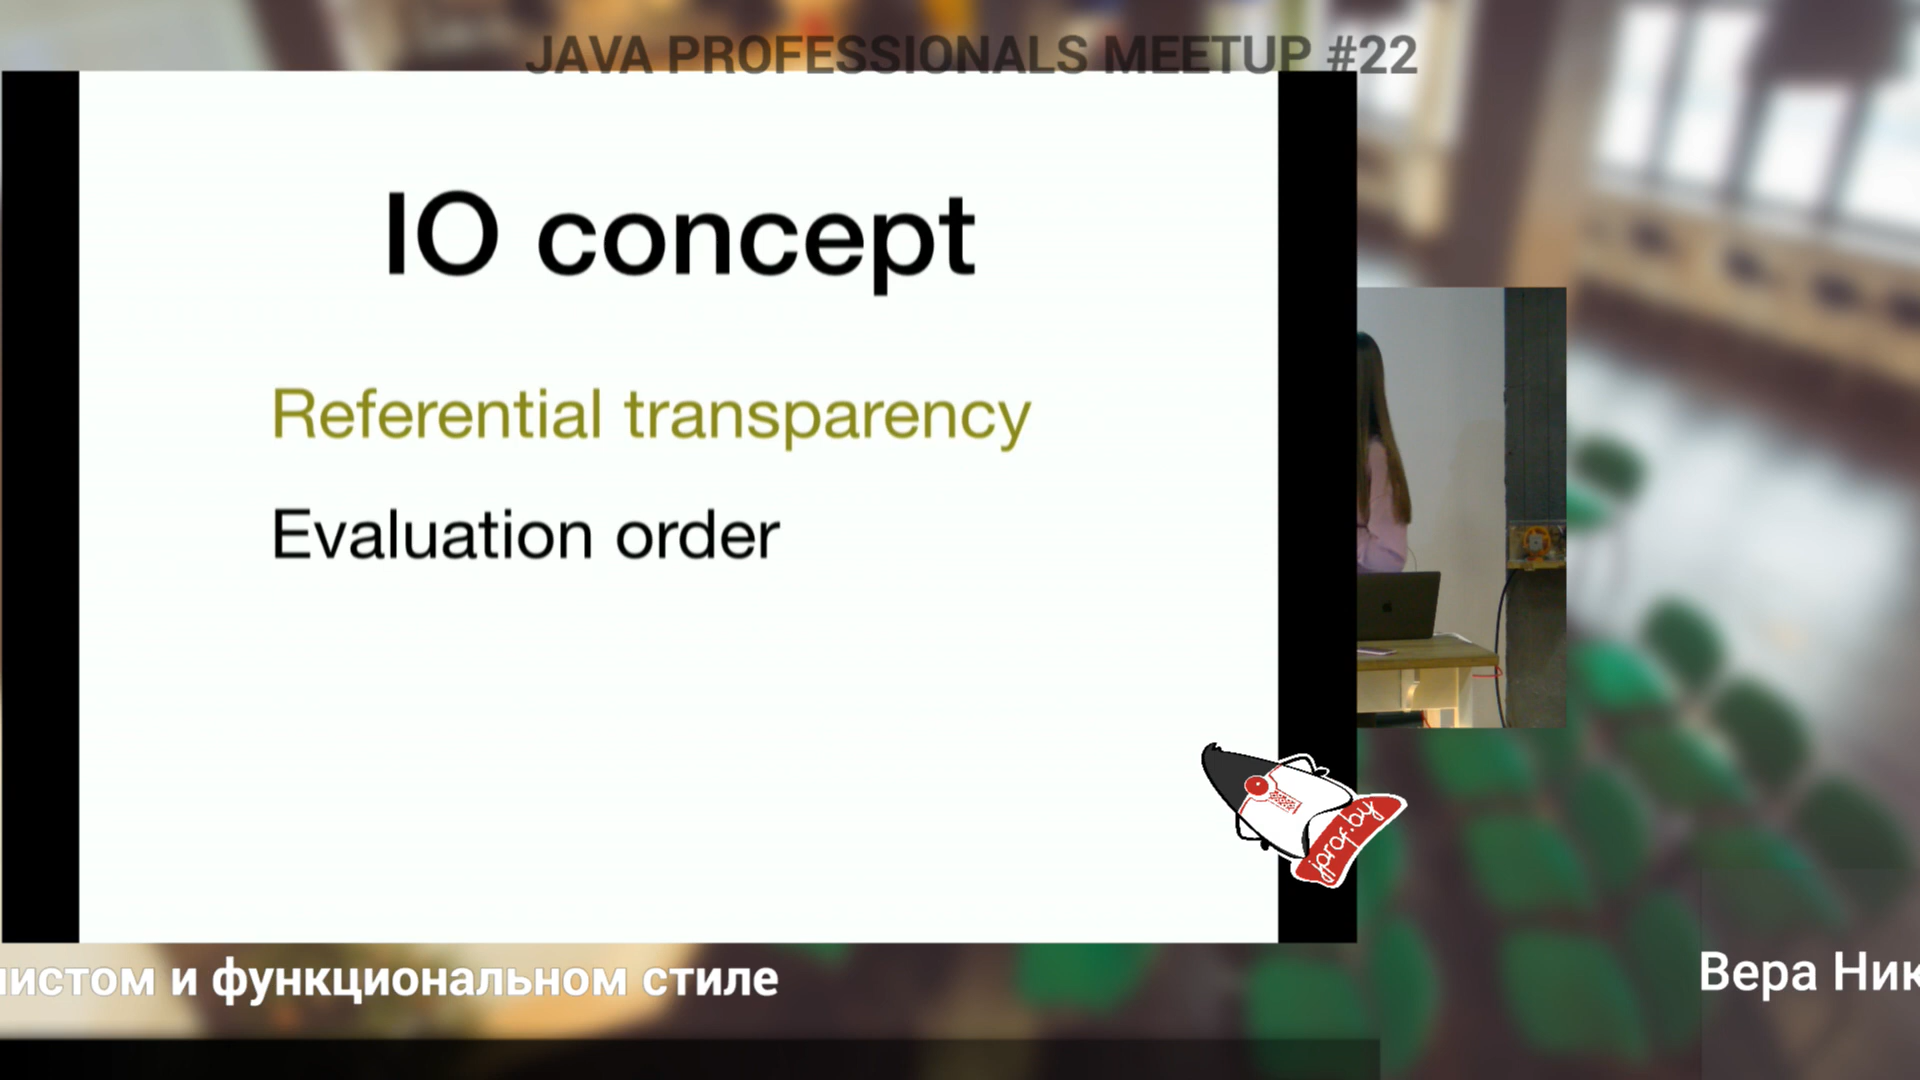 JAVA PROFESSIONALS MEETUP #22
IO concept
Referential transparency
Evaluation order
jprof.by
истом и функциональном стиле
Вера Ник